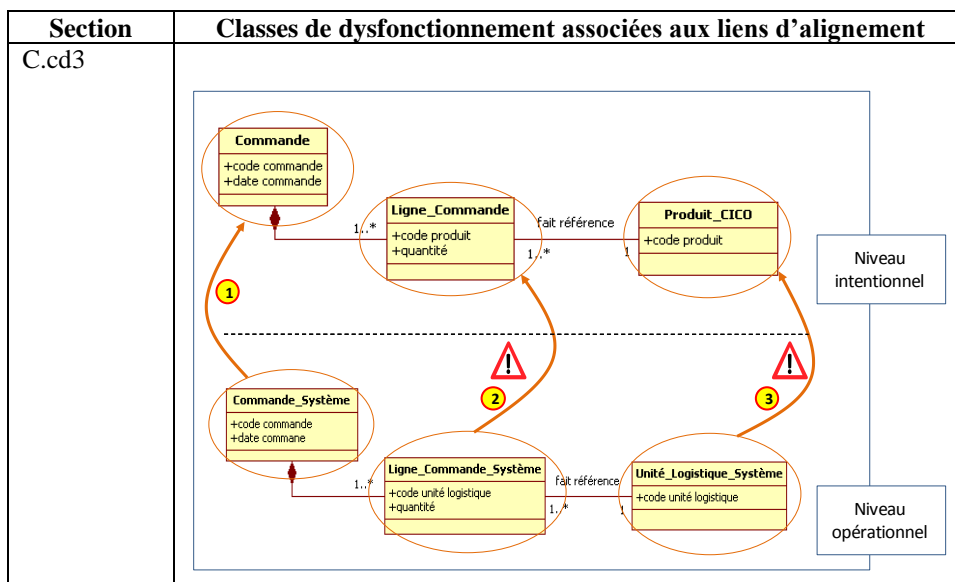 Section
Classes de dysfonctionnement associées aux liens d’alignement
C.cd3
Commande
+code commande
+date commande
Ligne_Commande
+code produit
+quantité
fait référence
Produit_CICO
+code produit
1..*
1..*
1
Niveau
intentionnel
1
2
3
Commande_Système
+code commande
+date commane
Ligne_Commande_Système
+code unité logistique
+quantité
fait référence
Unité_Logistique_Système
+code unité logistique
1..*
1..*
1
Niveau
opérationnel